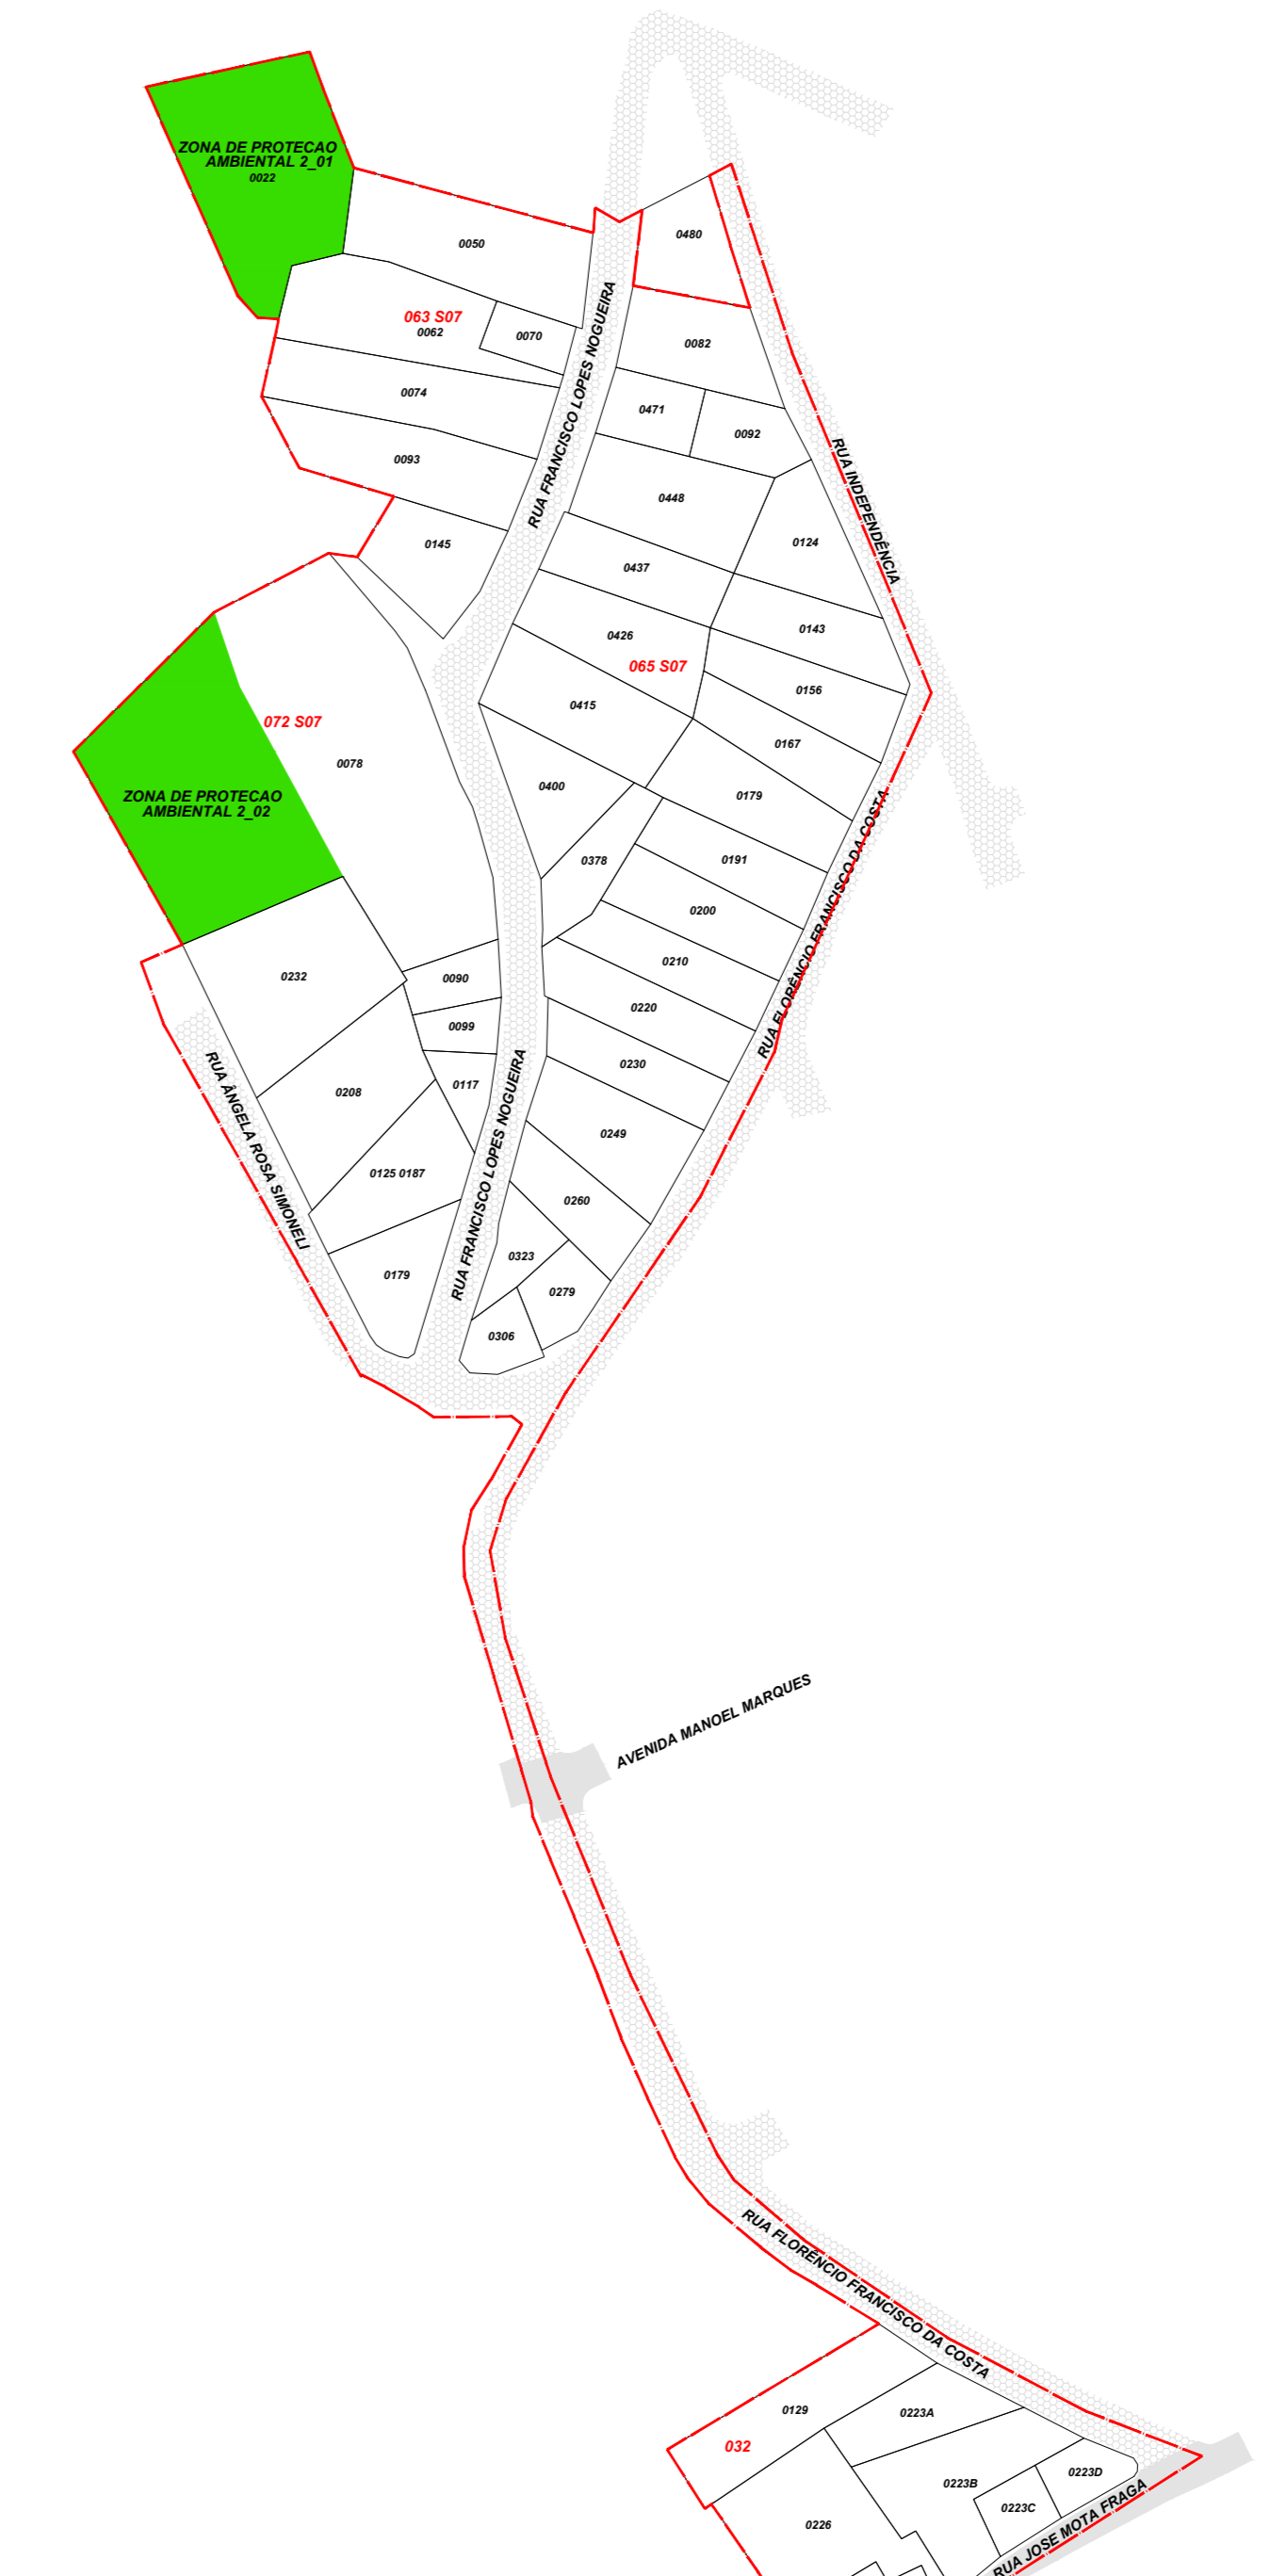 ZONA DE PROTECAO
AMBIENTAL 2_01
0022
0050
0480
063 S07
0062
0070
0082
RUA FRANCISCO LOPES NOGUEIRA
0074
0471
0092
0093
0448
RUA INDEPENDÊNCIA
0145
0124
0437
0426
0143
065 S07
0156
0415
072 S07
0078
0167
0400
0179
ZONA DE PROTECAO
AMBIENTAL 2_02
0378
0191
RUA FLORÊNCIO FRANCISCO DA COSTA
0200
0210
0232
0090
0220
0099
0230
0208
0117
RUA ÂNGELA ROSA SIMONELI
RUA FRANCISCO LOPES NOGUEIRA
0249
0125 0187
0260
0323
0179
0279
0306
AVENIDA MANOEL MARQUES
RUA FLORÊNCIO FRANCISCO DA COSTA
0129
0223A
032
0223B
0223D
0223C
0226
RUA JOSE MOTA FRAGA